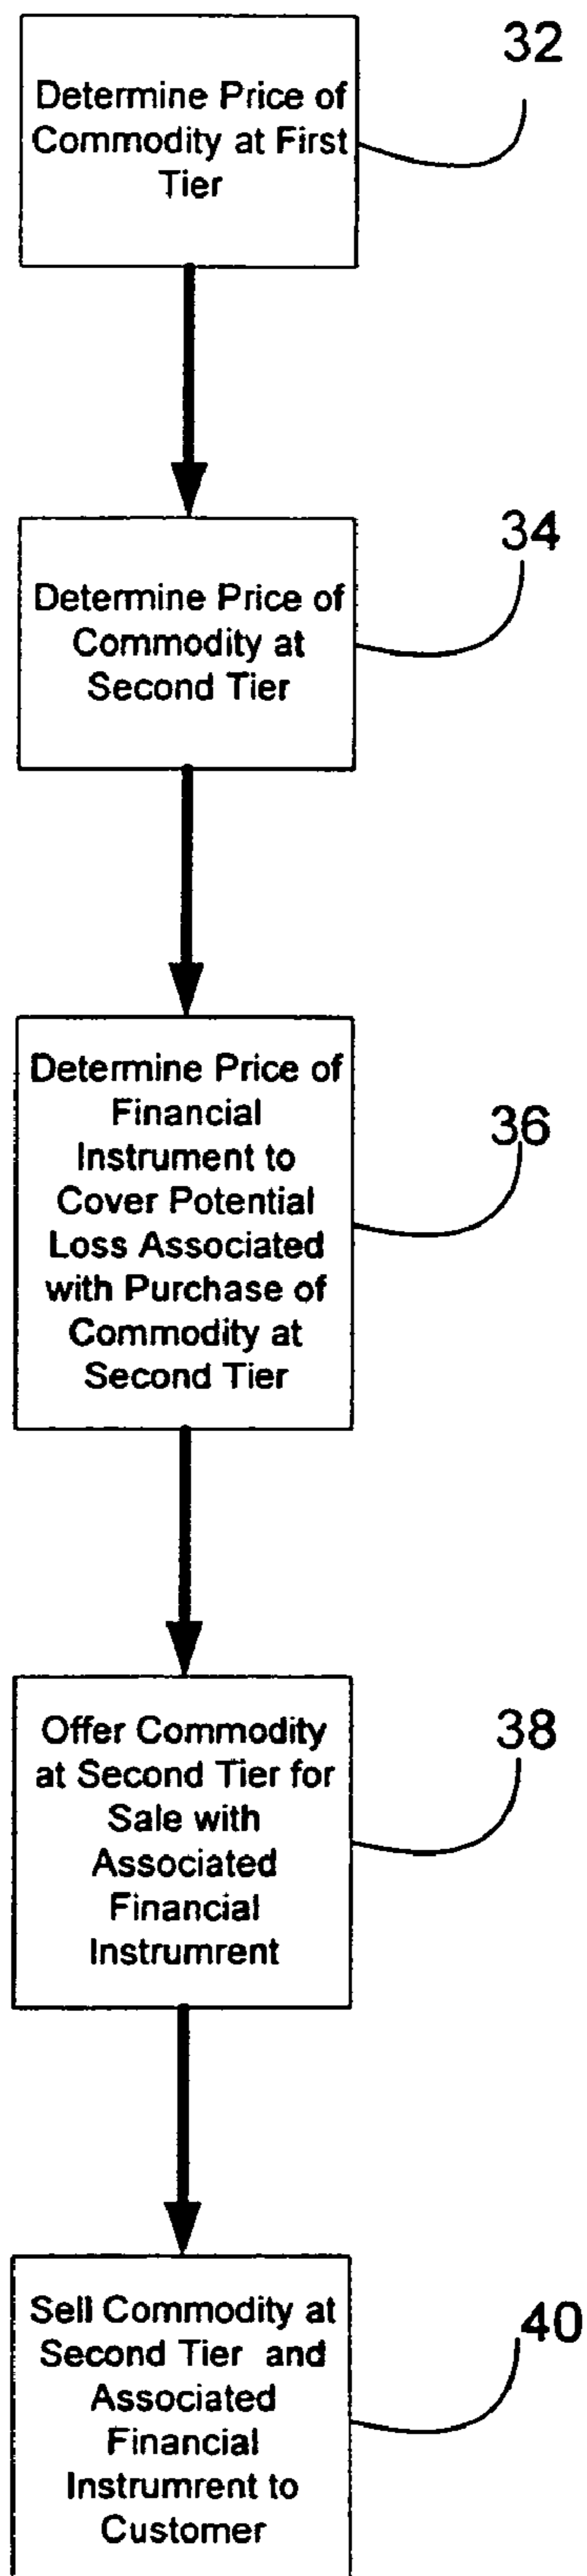 32
Determine Price of
Commodity at First
Tier
34
Determine Price of
Commodity at
Second Tier
36
Determine Price of
Financial
Instrument to
Cover Potential
Loss Associated
with Purchase of
Commodity at
Second Tier
38
Offer Commodity
at Second Tier for
Sale with
Associated
Financial
Instrumrent
40
Sell Commodity at
Second Tier and
Associated
Financial
Instrumrent to
Customer